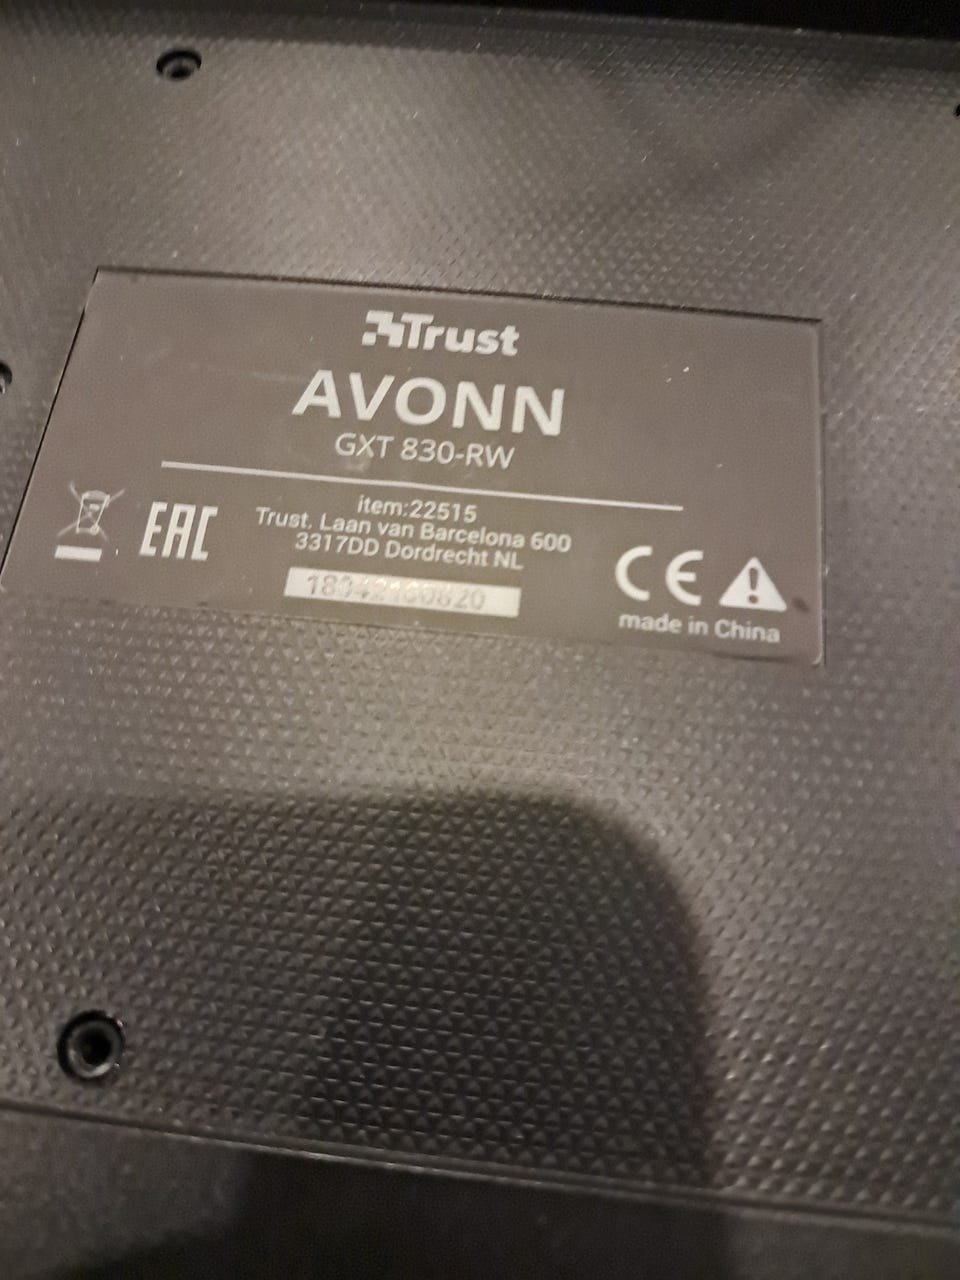 Trust
AVONN
GXT 830-RW
item:22515
Trust. Laan van Barcelona 600
3317DD Dordrecht NL
EAC
CE
made in China